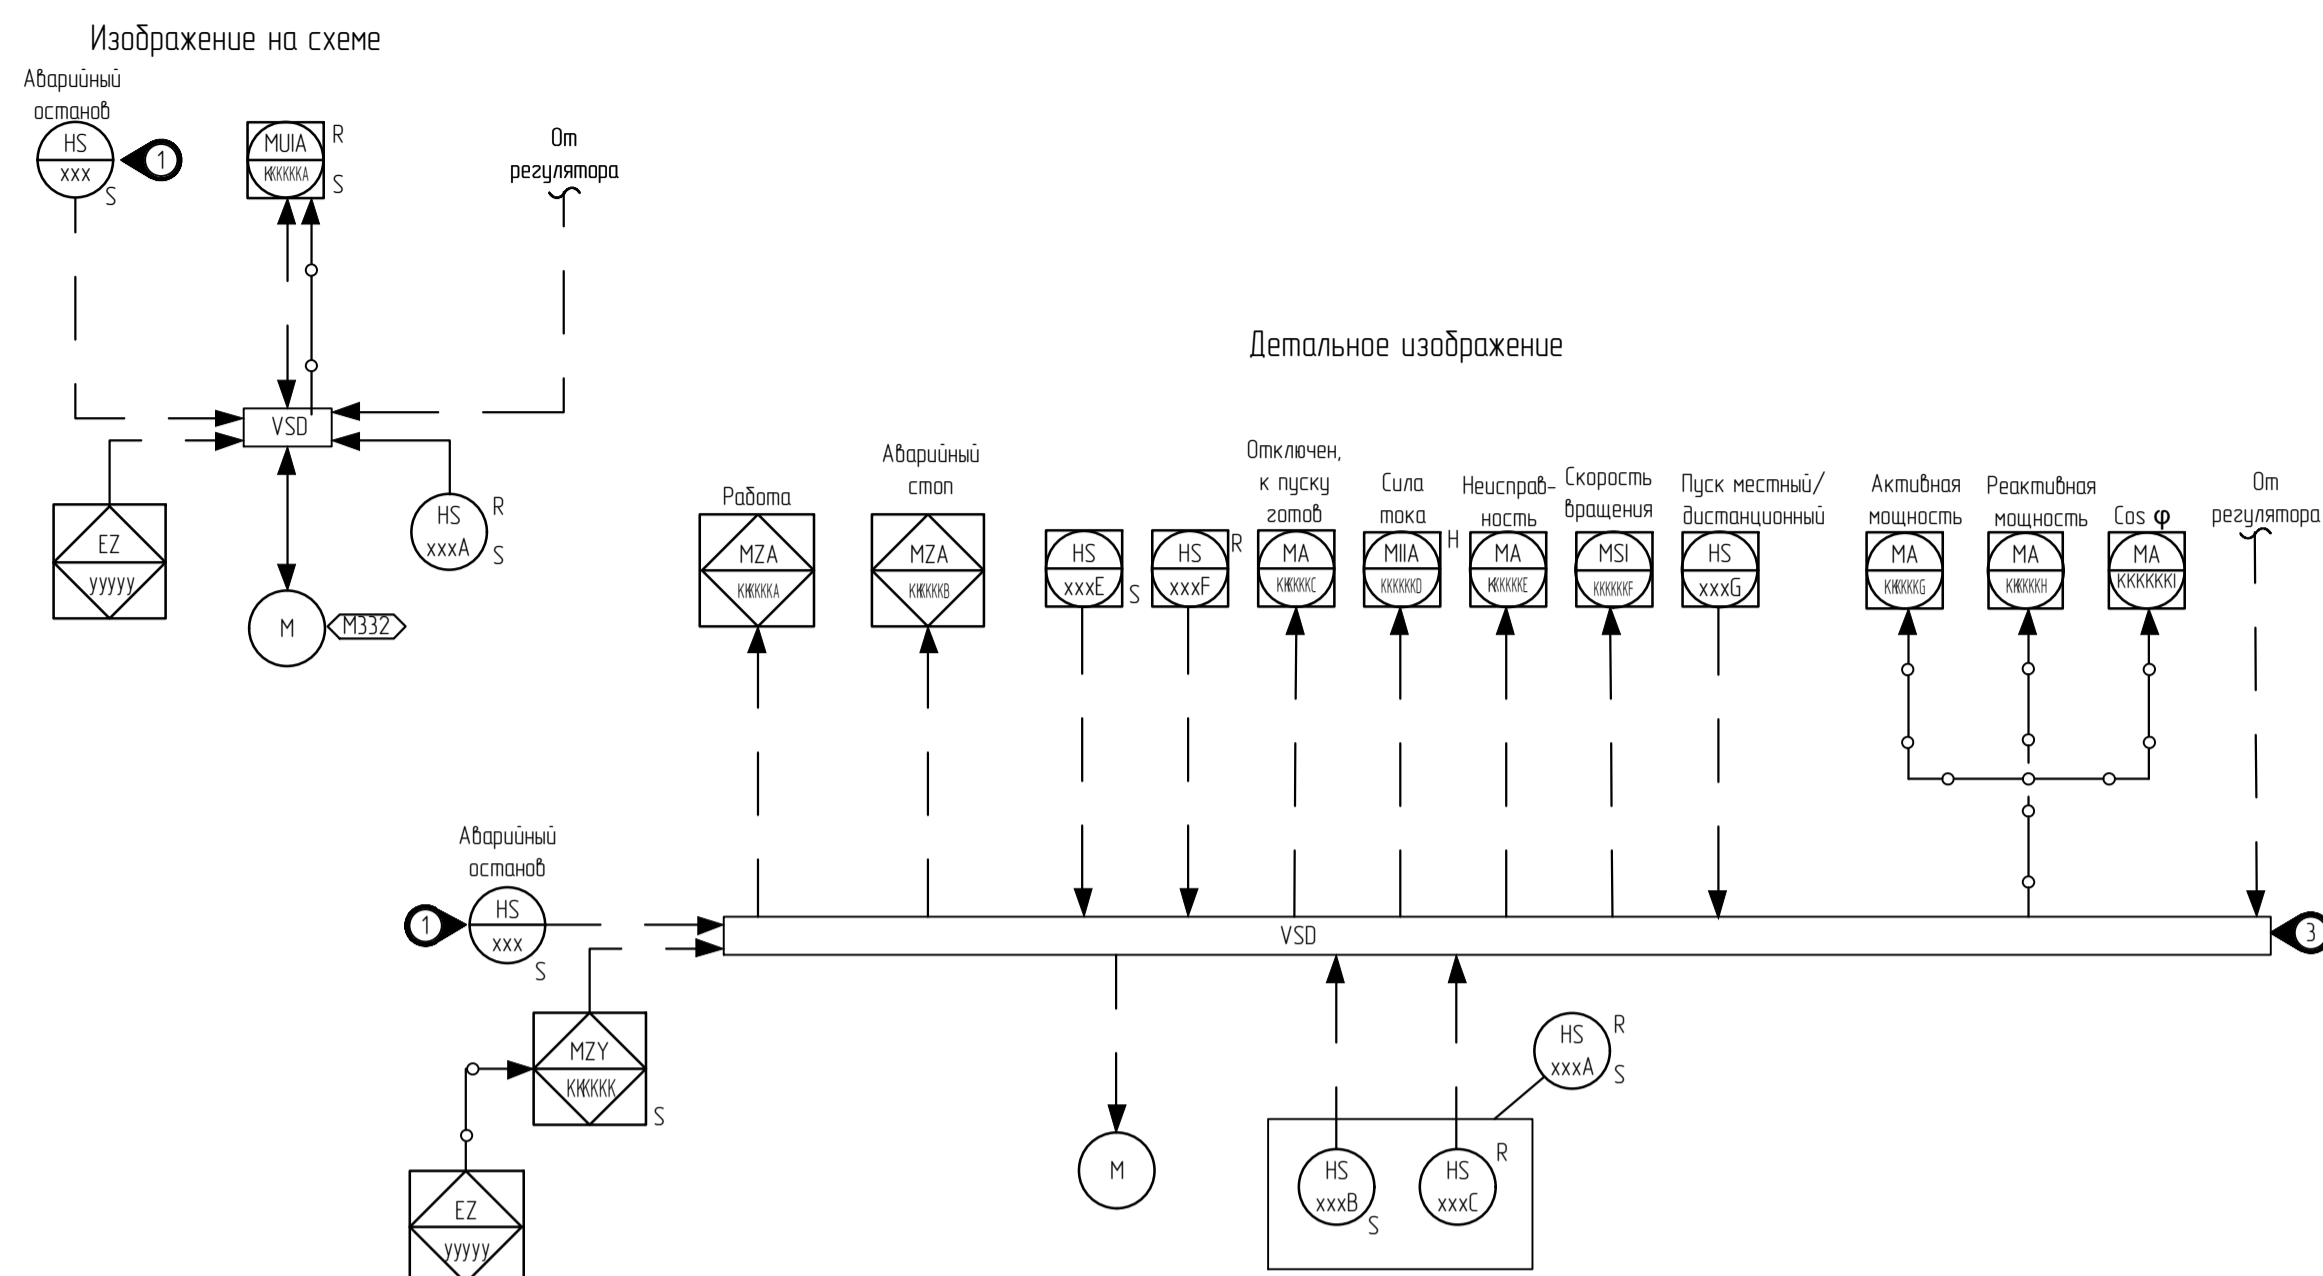 Изображение на схеме
Аварийный
останов
HS
xxx
S
1
MUIA
KKKKKKA
R
S
От
регулятора
VSD
EZ
yyyyy
HS
xxxA
R
S
M
M332
Детальное изображение
Работа
MZA
KKKKKKA
Аварийный
стоп
MZA
KKKKKKB
HS
xxxE
S
HS
xxxF
R
Отключен,
к пуску
готов
MA
KKKKKKC
Сила
тока
MIIA
KKKKKKD
H
Неисправ-
ность
MA
KKKKKKE
Скорость
вращения
MSI
KKKKKKF
Пуск местный/
дистанционный
HS
xxxG
Активная
мощность
MA
KKKKKKG
Реактивная
мощность
MA
KKKKKKH
Cos φ
MA
KKKKKKI
От
регулятора
Аварийный
останов
1
HS
xxx
S
VSD
3
MZY
KKKKKK
S
EZ
yyyyy
M
HS
xxxA
R
S
HS
xxxB
S
HS
xxxC
R